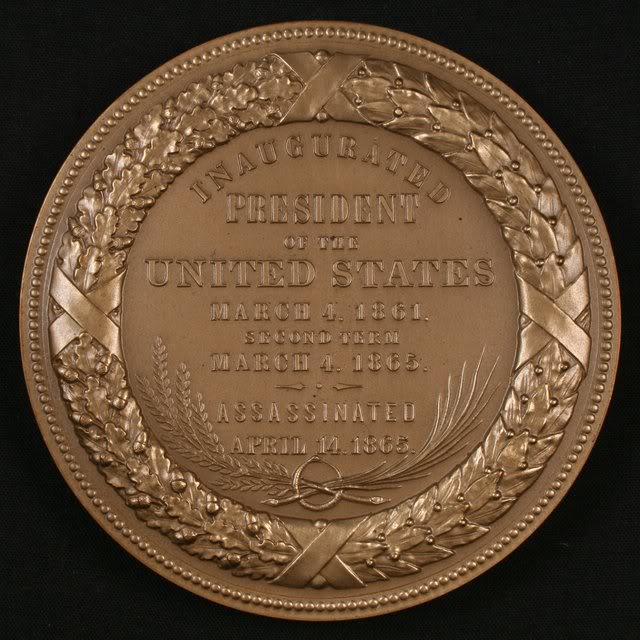 INAUGURATED
PRESIDENT
OF THE
UNITED STATES
MARCH 4, 1861.
SECOND TERM
MARCH 4, 1865.
ASSASSINATED
APRIL 14.1865.